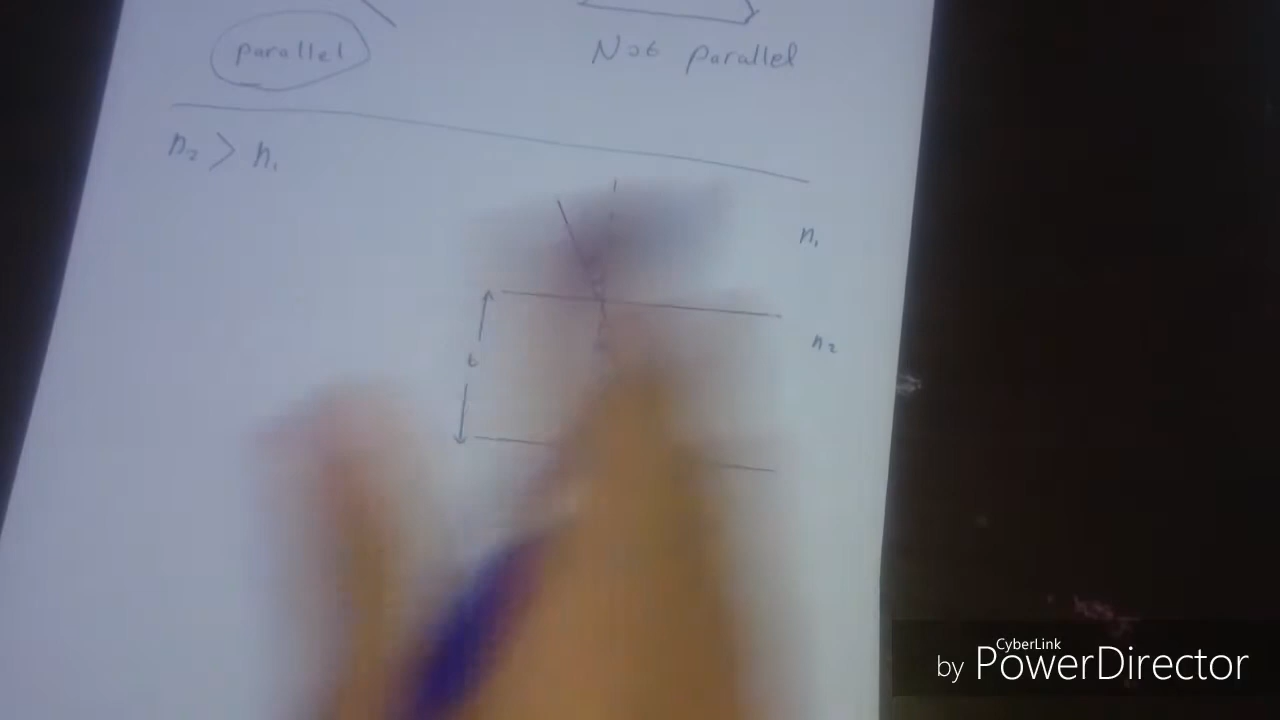 parallel
Not parallel
n₂ > n₁
n₁
n₂
t
CyberLink
by PowerDirector